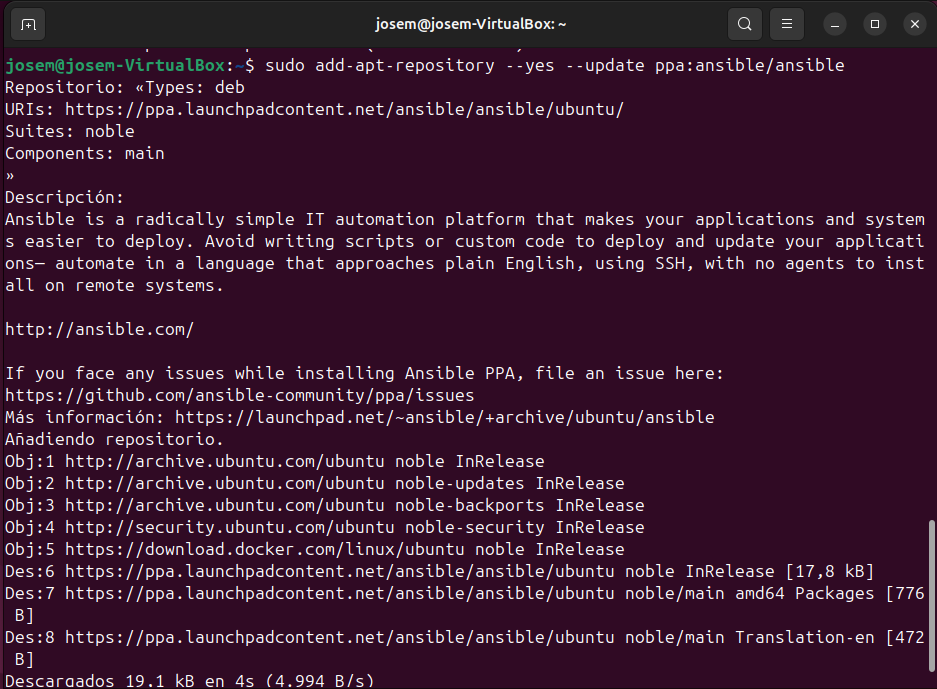 josem@josem-VirtualBox: ~
josem@josem-VirtualBox:~$ sudo add-apt-repository --yes --update ppa:ansible/ansible
Repositorio: «Types: deb
URIs: https://ppa.launchpadcontent.net/ansible/ansible/ubuntu/
Suites: noble
Components: main
»
Descripción:
Ansible is a radically simple IT automation platform that makes your applications and system
s easier to deploy. Avoid writing scripts or custom code to deploy and update your applicati
ons— automate in a language that approaches plain English, using SSH, with no agents to inst
all on remote systems.
http://ansible.com/
If you face any issues while installing Ansible PPA, file an issue here:
https://github.com/ansible-community/ppa/issues
Más información: https://launchpad.net/~ansible/+archive/ubuntu/ansible
Añadiendo repositorio.
Obj:1 http://archive.ubuntu.com/ubuntu noble InRelease
Obj:2 http://archive.ubuntu.com/ubuntu noble-updates InRelease
Obj:3 http://archive.ubuntu.com/ubuntu noble-backports InRelease
Obj:4 http://security.ubuntu.com/ubuntu noble-security InRelease
Obj:5 https://download.docker.com/linux/ubuntu noble InRelease
Des:6 https://ppa.launchpadcontent.net/ansible/ansible/ubuntu noble InRelease [17,8 kB]
Des:7 https://ppa.launchpadcontent.net/ansible/ansible/ubuntu noble/main amd64 Packages [776
 B]
Des:8 https://ppa.launchpadcontent.net/ansible/ansible/ubuntu noble/main Translation-en [472
 B]
Descargados 19,1 kB en 4s (4.994 B/s)